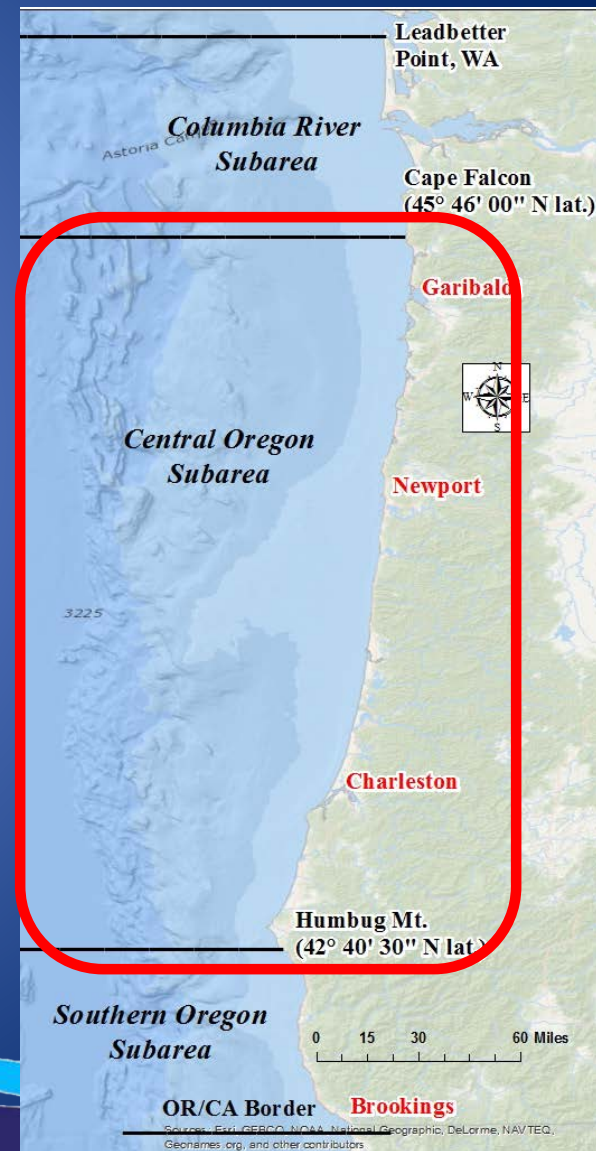 Leadbetter
Point, WA
Columbia River
Subarea
Astoria Can
Cape Falcon
(45° 46' 00" N lat.)
Garibald
N
W E
S
Central Oregon
Subarea
Newport
3225
Charleston
Humbug Mt.
(42° 40' 30" N lat.)
Southern Oregon
Subarea
0 15 30 60 Miles
OR/CA Border
Brookings
Sources: Esri, GEBCO, NOAA, National Geographic, DeLorme, NAVTEQ,
Geonames.org, and other contributors